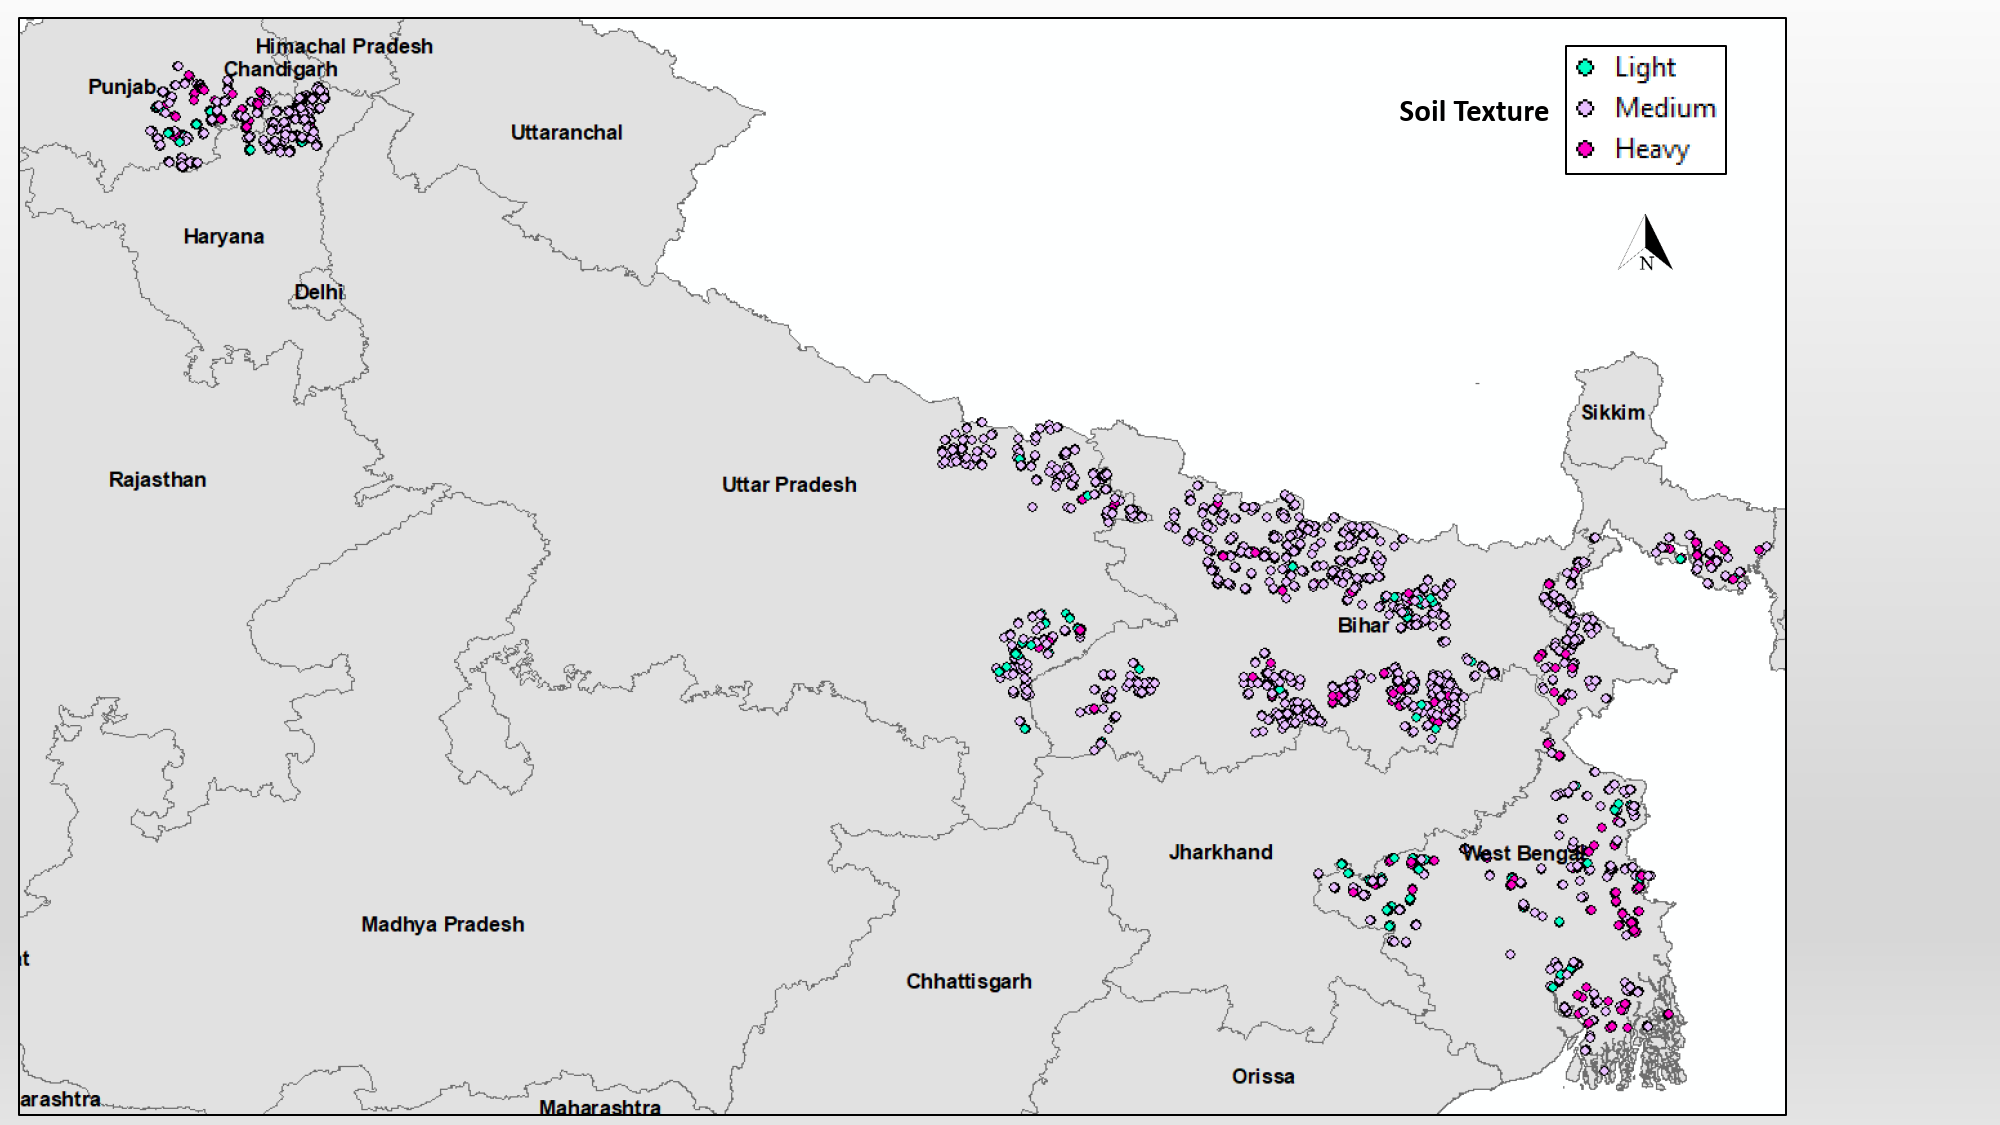 Himachal Pradesh
Chandigarh
Punjab
Uttaranchal
Soil Texture
Light
Medium
Heavy
Haryana
N
Delhi
Sikkim
Rajasthan
Uttar Pradesh
Bihar
Jharkhand
West Bengal
Madhya Pradesh
at
Chhattisgarh
Orissa
arashtra
Maharashtra